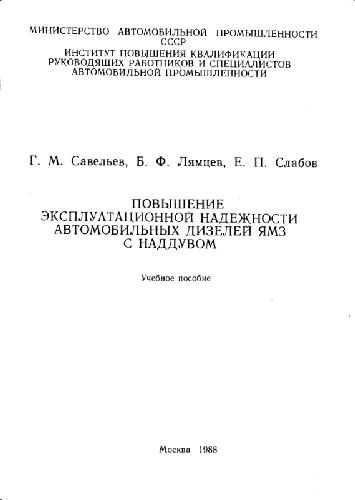 МИНИСТЕРСТВО АВТОМОБИЛЬНОЙ ПРОМЫШЛЕННОСТИ
СССР
ИНСТИТУТ ПОВЫШЕНИЯ КВАЛИФИКАЦИИ
РУКОВОДЯЩИХ РАБОТНИКОВ И СПЕЦИАЛИСТОВ
АВТОМОБИЛЬНОЙ ПРОМЫШЛЕННОСТИ
Г. М. Савельев, Б. Ф. Лямцев, Е. П. Слабов
ПОВЫШЕНИЕ
ЭКСПЛУАТАЦИОННОЙ НАДЕЖНОСТИ
АВТОМОБИЛЬНЫХ ДИЗЕЛЕЙ ЯМЗ
С НАДДУВОМ
Учебное пособие
Москва 1988